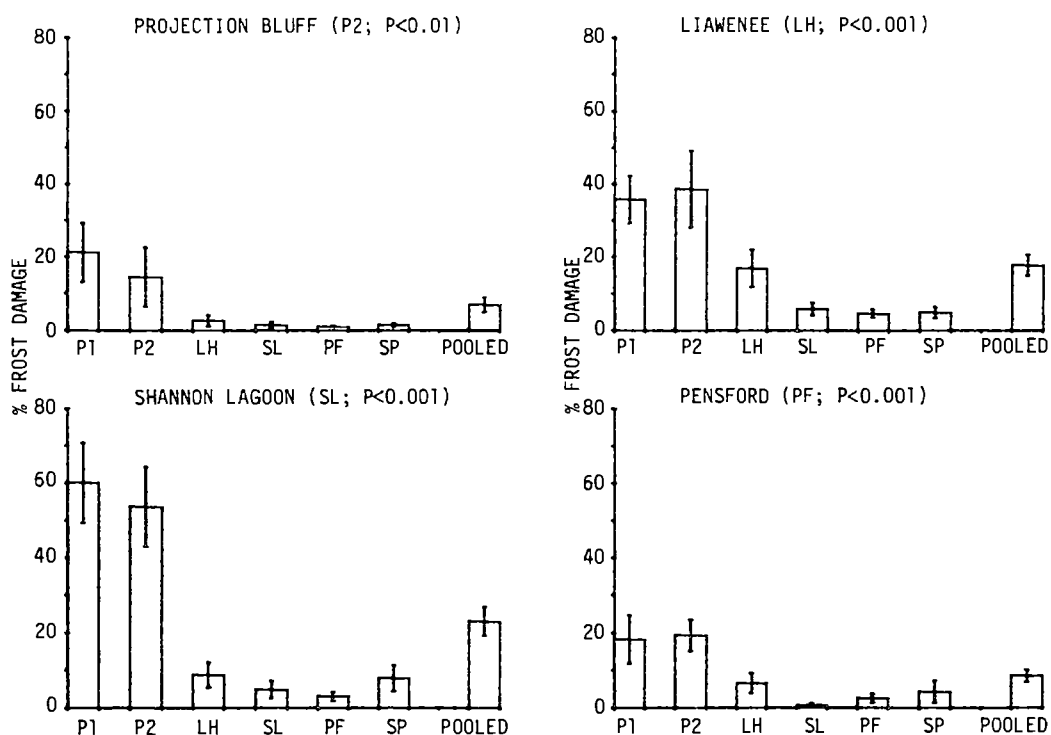 PROJECTION BLUFF (P2; P<0.01)
% FROST DAMAGE
80
60
40
20
0
P1 P2 LH SL PF SP POOLED
LIAWENEE (LH; P<0.001)
% FROST DAMAGE
80
60
40
20
0
P1 P2 LH SL PF SP POOLED
SHANNON LAGOON (SL; P<0.001)
80
60
40
20
0
P1 P2 LH SL PF SP POOLED
PENSFORD (PF; P<0.001)
80
60
40
20
0
P1 P2 LH SL PF SP POOLED